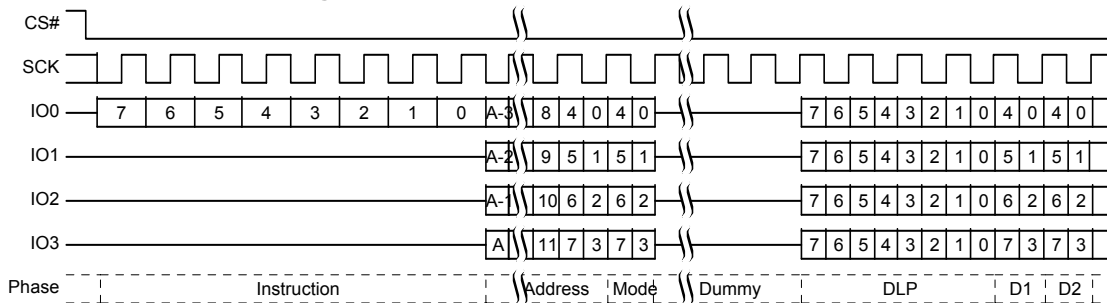 CS#
SCK
IO0 7 6 5 4 3 2 1 0 A-3 8 4 0 4 0 7 6 5 4 3 2 1 0 4 0 4 0
IO1 A-2 9 5 1 5 1 7 6 5 4 3 2 1 0 5 1 5 1
IO2 A-1 10 6 2 6 2 7 6 5 4 3 2 1 0 6 2 6 2
IO3 A 11 7 3 7 3 7 6 5 4 3 2 1 0 7 3 7 3
Phase Instruction Address Mode Dummy DLP D1 D2